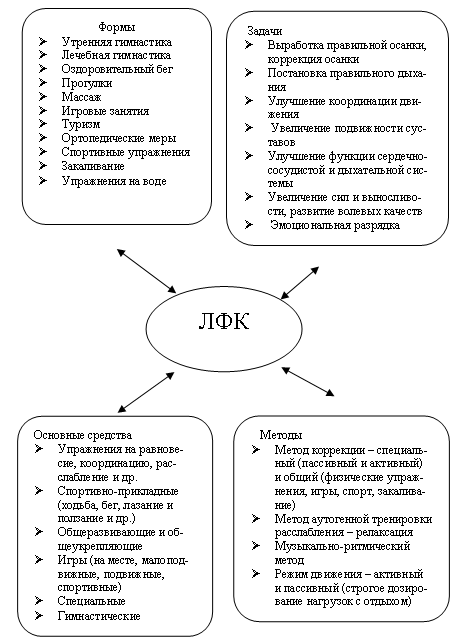 Формы
Утренняя гимнастика
Лечебная гимнастика
Оздоровительный бег
Прогулки
Массаж
Игровые занятия
Туризм
Ортопедические меры
Спортивные упражнения
Закаливание
Упражнения на воде
Задачи
Выработка правильной осанки,
коррекция осанки
Постановка правильного дыха-
ния
Улучшение координации дви-
жения
Увеличение подвижности сус-
тавов
Улучшение функции сердечно-
сосудистой и дыхательной сис-
темы
Увеличение сил и выносливо-
сти, развитие волевых качеств
Эмоциональная разрядка
ЛФК
Основные средства
Упражнения на равнове-
сие, координацию, рас-
слабление и др.
Спортивно-прикладные
(ходьба, бег, лазание и
ползание и др.)
Общеразвивающие и об-
щеукрепляющие
Игры (на месте, малопод-
вижные, подвижные,
спортивные)
Специальные
Гимнастические
Методы
Метод коррекции – специаль-
ный (пассивный и активный)
и общий (физические упраж-
нения, игры, спорт, закалива-
ние)
Метод аутогенной тренировки
расслабления – релаксация
Музыкально-ритмический
метод
Режим движения – активный
и пассивный (строгое дозиро-
вание нагрузок с отдыхом)